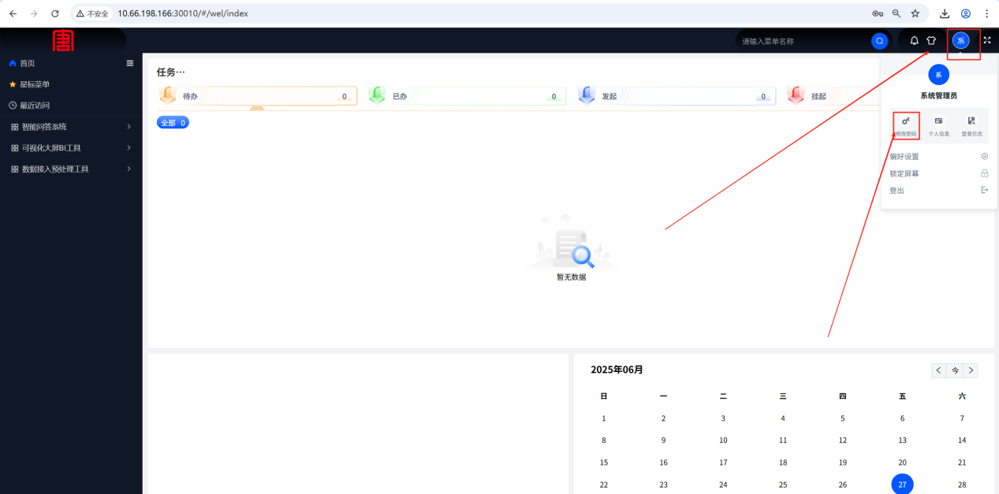 不安全 10.66.198.166:30010/#/wel/index
唐
请输入菜单名称
系
首页
星标菜单
最近访问
智能问答系统
可视化大屏BI工具
数据接入预处理工具
任务…
待办 0
已办 0
发起 0
挂起
全部 0
暂无数据
系
系统管理员
修改密码 个人信息 登录日志
偏好设置
锁定屏幕
登出
2025年06月
今
日 一 二 三 四 五 六
1 2 3 4 5 6 7
8 9 10 11 12 13 14
15 16 17 18 19 20 21
22 23 24 25 26 27 28